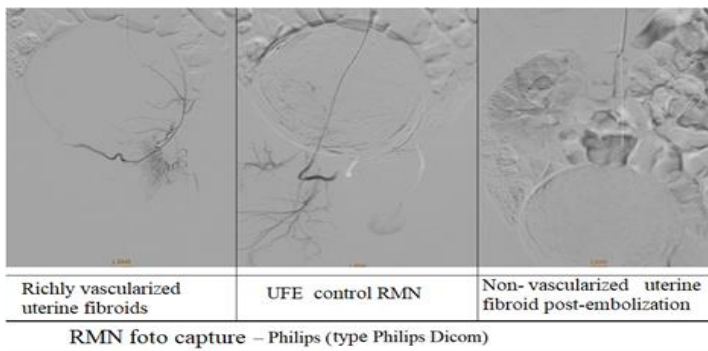 Richly vascularized
uterine fibroids
UFE control RMN
Non-vascularized uterine
fibroid post-embolization
RMN foto capture – Philips (type Philips Dicom)